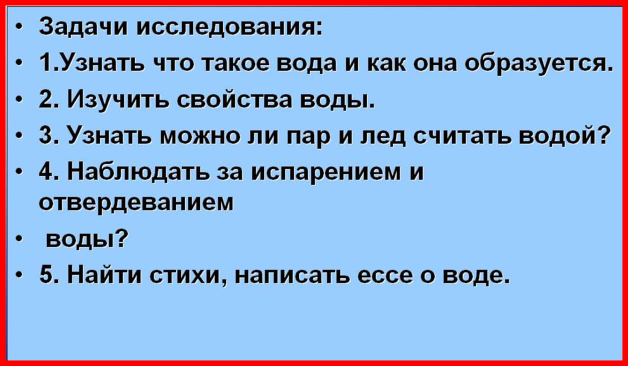 • Задачи исследования:
• 1.Узнать что такое вода и как она образуется.
• 2. Изучить свойства воды.
• 3. Узнать можно ли пар и лед считать водой?
• 4. Наблюдать за испарением и
отвердеванием
• воды?
• 5. Найти стихи, написать ессе о воде.